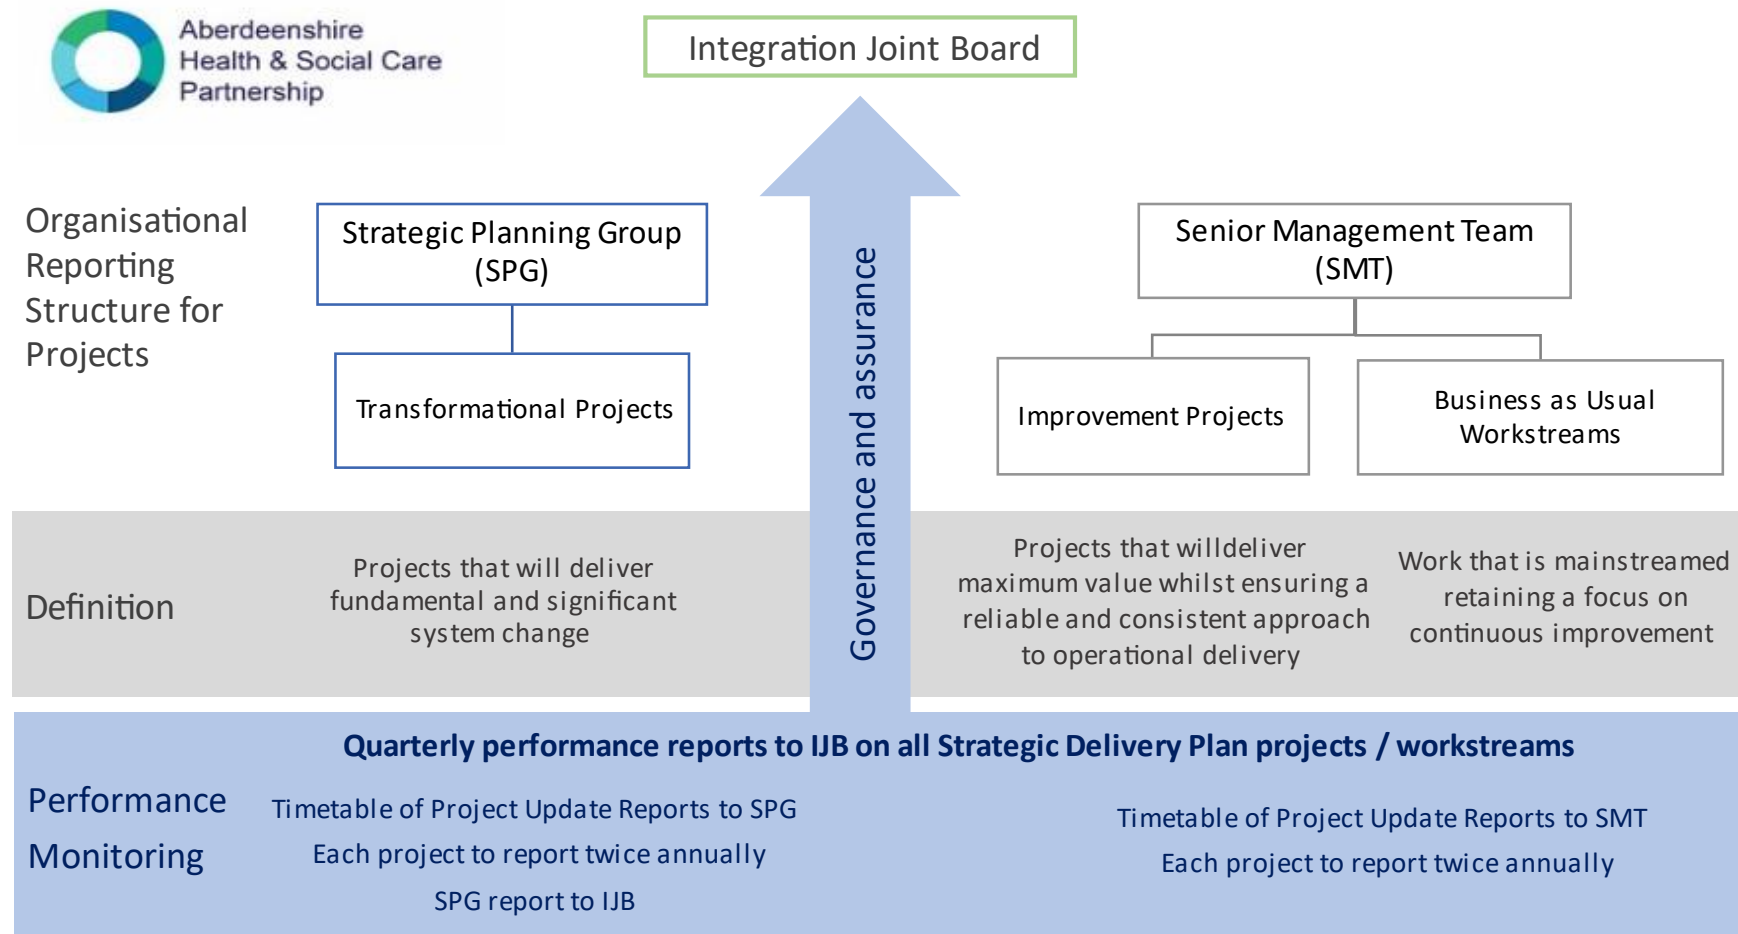 Aberdeenshire
Health & Social Care
Partnership
Integration Joint Board
Organisational
Reporting
Structure for
Projects
Strategic Planning Group
(SPG)
Transformational Projects
Governance and assurance
Senior Management Team
(SMT)
Improvement Projects
Business as Usual
Workstreams
Definition
Projects that will deliver
fundamental and significant
system change
Projects that willdeliver
maximum value whilst ensuring a
reliable and consistent approach
to operational delivery
Work that is mainstreamed
retaining a focus on
continuous improvement
Quarterly performance reports to IJB on all Strategic Delivery Plan projects / workstreams
Performance
Monitoring
Timetable of Project Update Reports to SPG
Each project to report twice annually
SPG report to IJB
Timetable of Project Update Reports to SMT
Each project to report twice annually